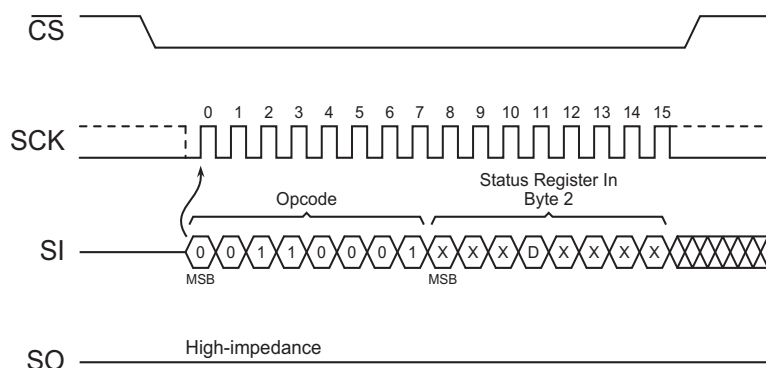 CS
0 1 2 3 4 5 6 7 8 9 10 11 12 13 14 15
SCK
Status Register In
Opcode Byte 2
SI 0 0 1 1 0 0 0 1 X X X D X X X X
MSB MSB
High-impedance
SO